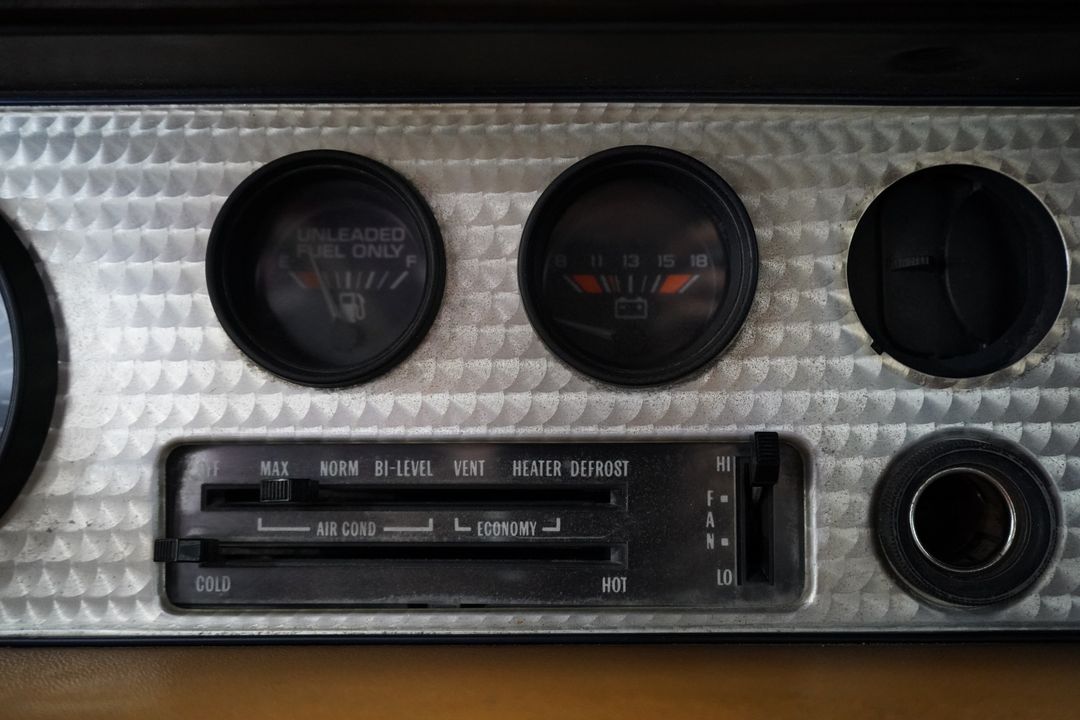 UNLEADED
FUEL ONLY
E F
8 11 13 15 18
OFF MAX NORM BI-LEVEL VENT HEATER DEFROST
AIR COND ECONOMY
COLD HOT
HI
FAN
LO